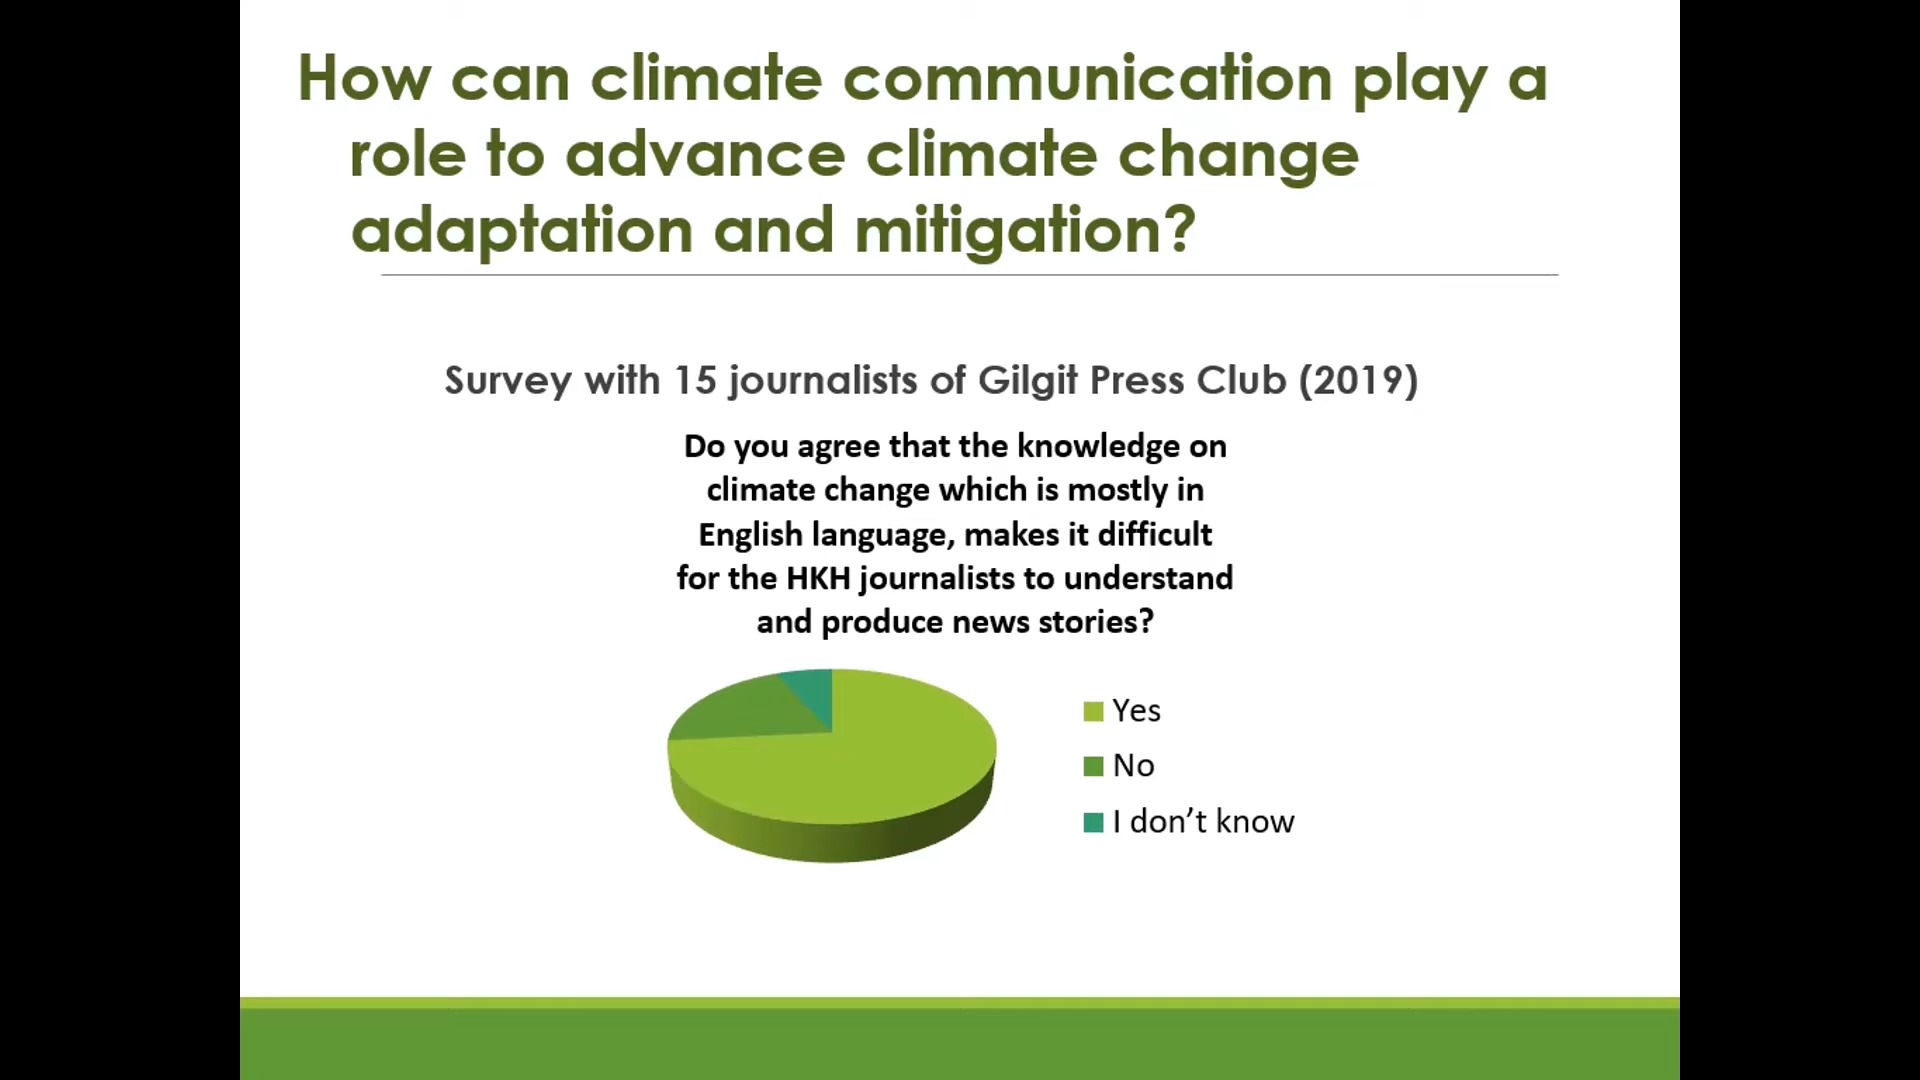 How can climate communication play a
role to advance climate change
adaptation and mitigation?
Survey with 15 journalists of Gilgit Press Club (2019)
Do you agree that the knowledge on
climate change which is mostly in
English language, makes it difficult
for the HKH journalists to understand
and produce news stories?
Yes
No
I don’t know